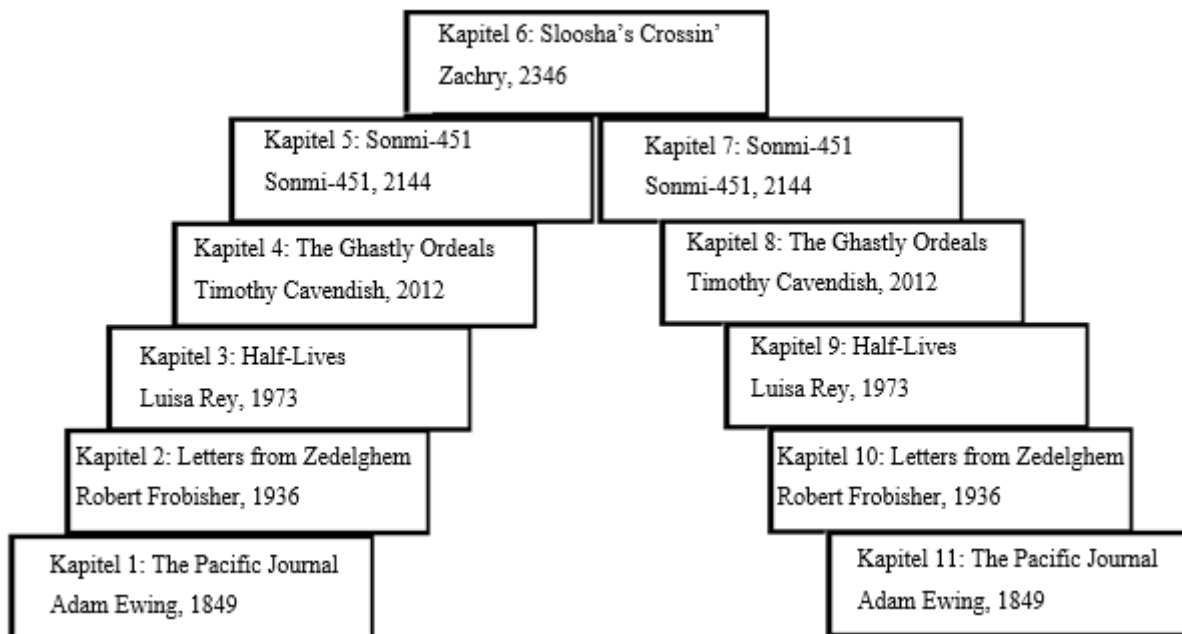 Kapitel 6: Sloosha's Crossin'
Zachry, 2346
Kapitel 5: Sonmi-451
Sonmi-451, 2144
Kapitel 7: Sonmi-451
Sonmi-451, 2144
Kapitel 4: The Ghastly Ordeals
Timothy Cavendish, 2012
Kapitel 8: The Ghastly Ordeals
Timothy Cavendish, 2012
Kapitel 3: Half-Lives
Luisa Rey, 1973
Kapitel 9: Half-Lives
Luisa Rey, 1973
Kapitel 2: Letters from Zedelghem
Robert Frobisher, 1936
Kapitel 10: Letters from Zedelghem
Robert Frobisher, 1936
Kapitel 1: The Pacific Journal
Adam Ewing, 1849
Kapitel 11: The Pacific Journal
Adam Ewing, 1849